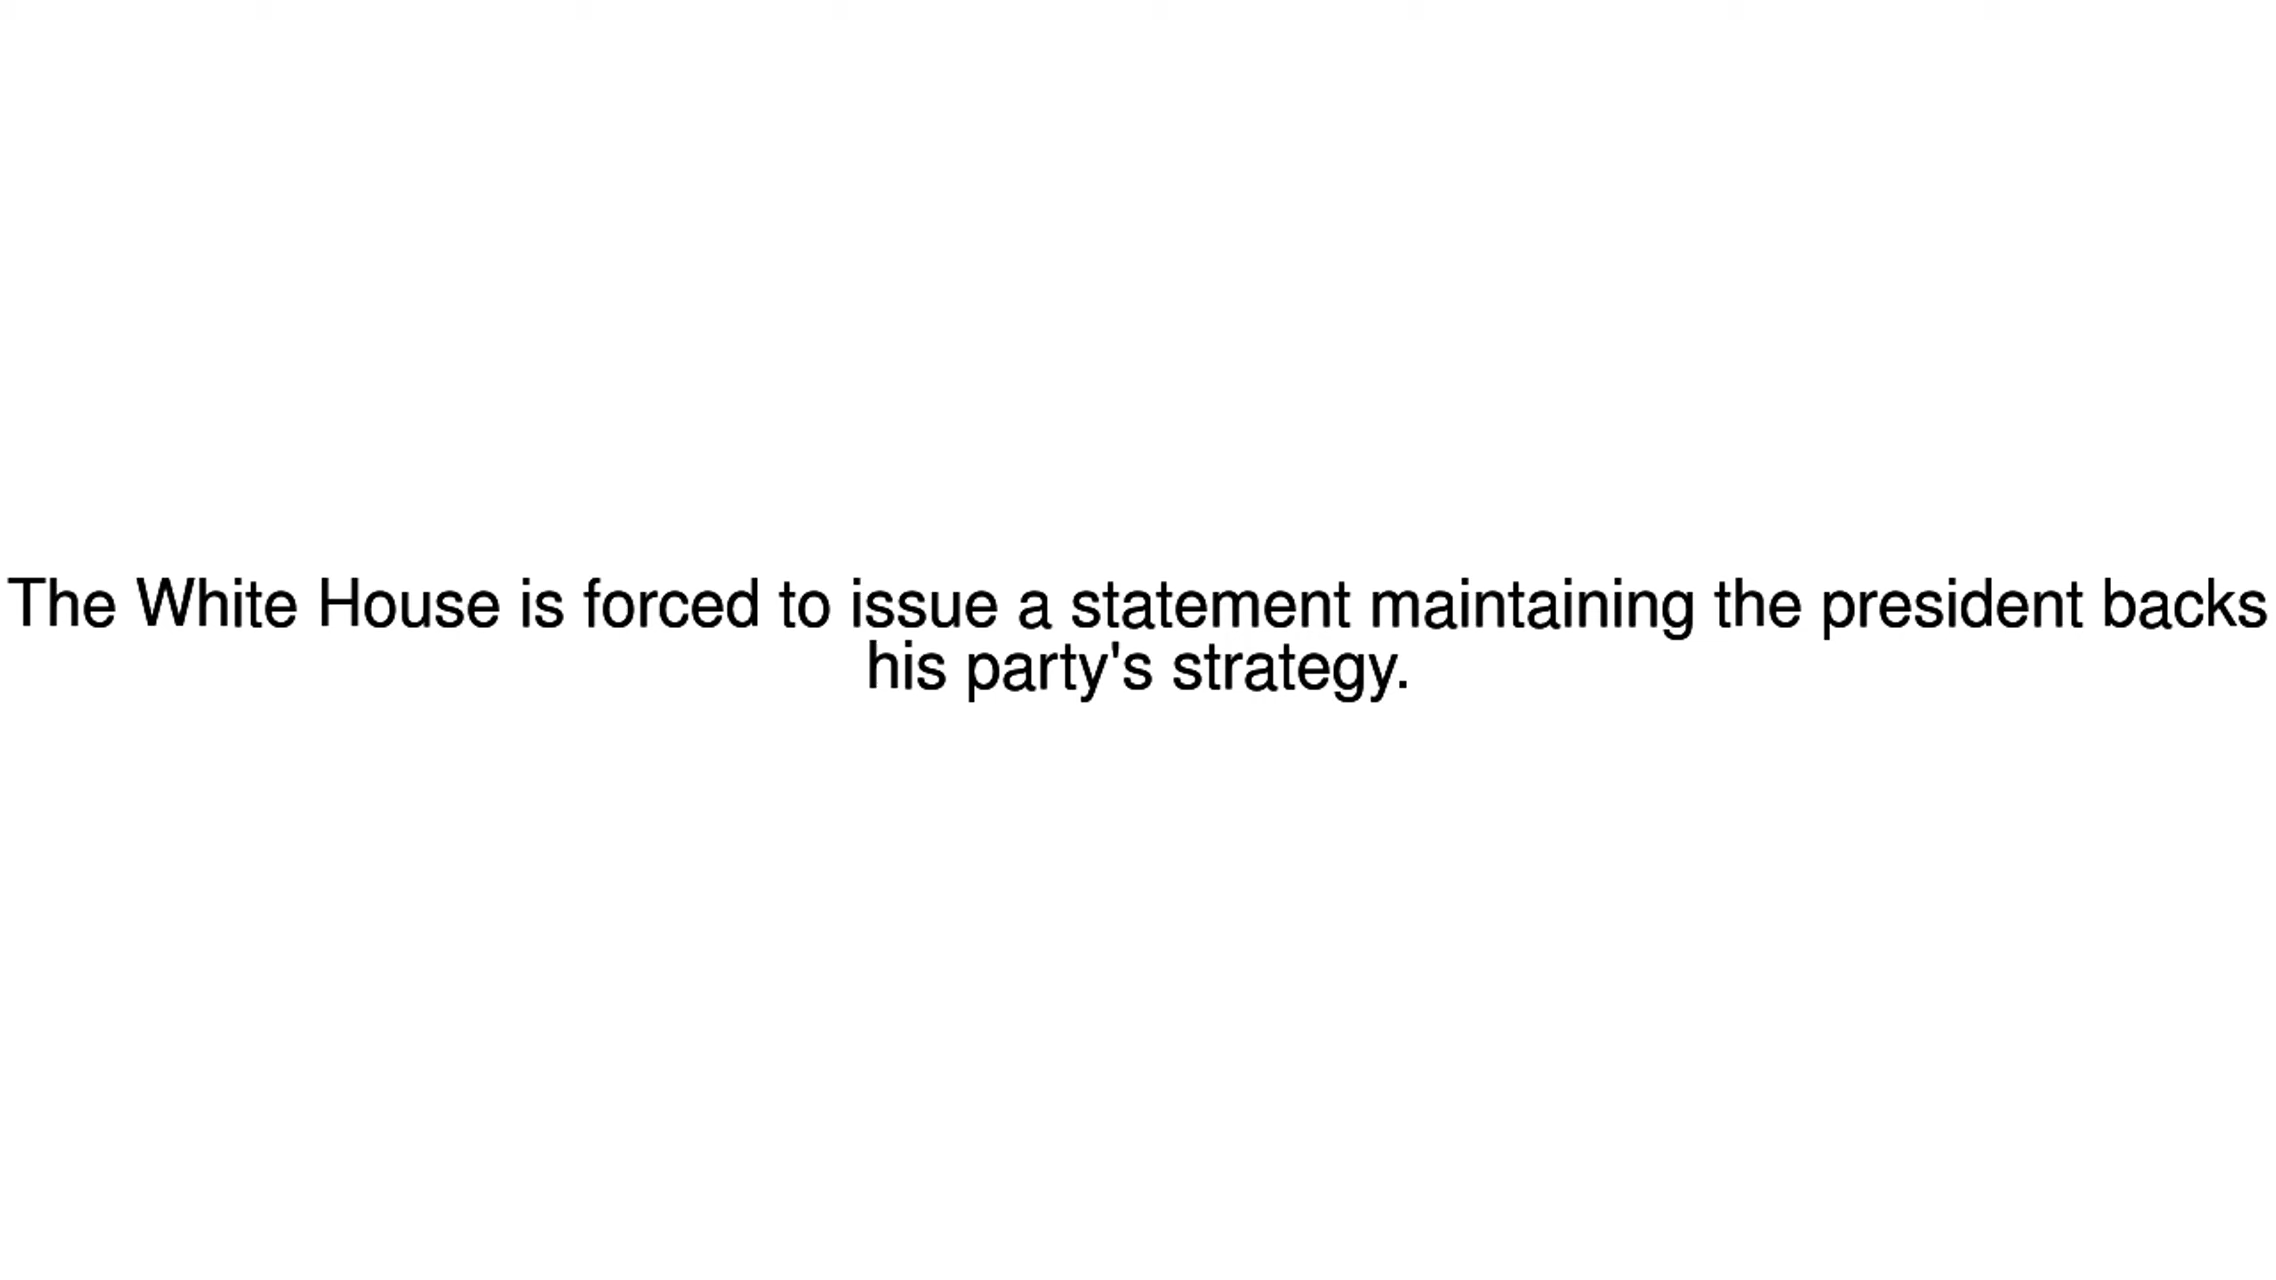 The White House is forced to issue a statement maintaining the president backs
his party's strategy.